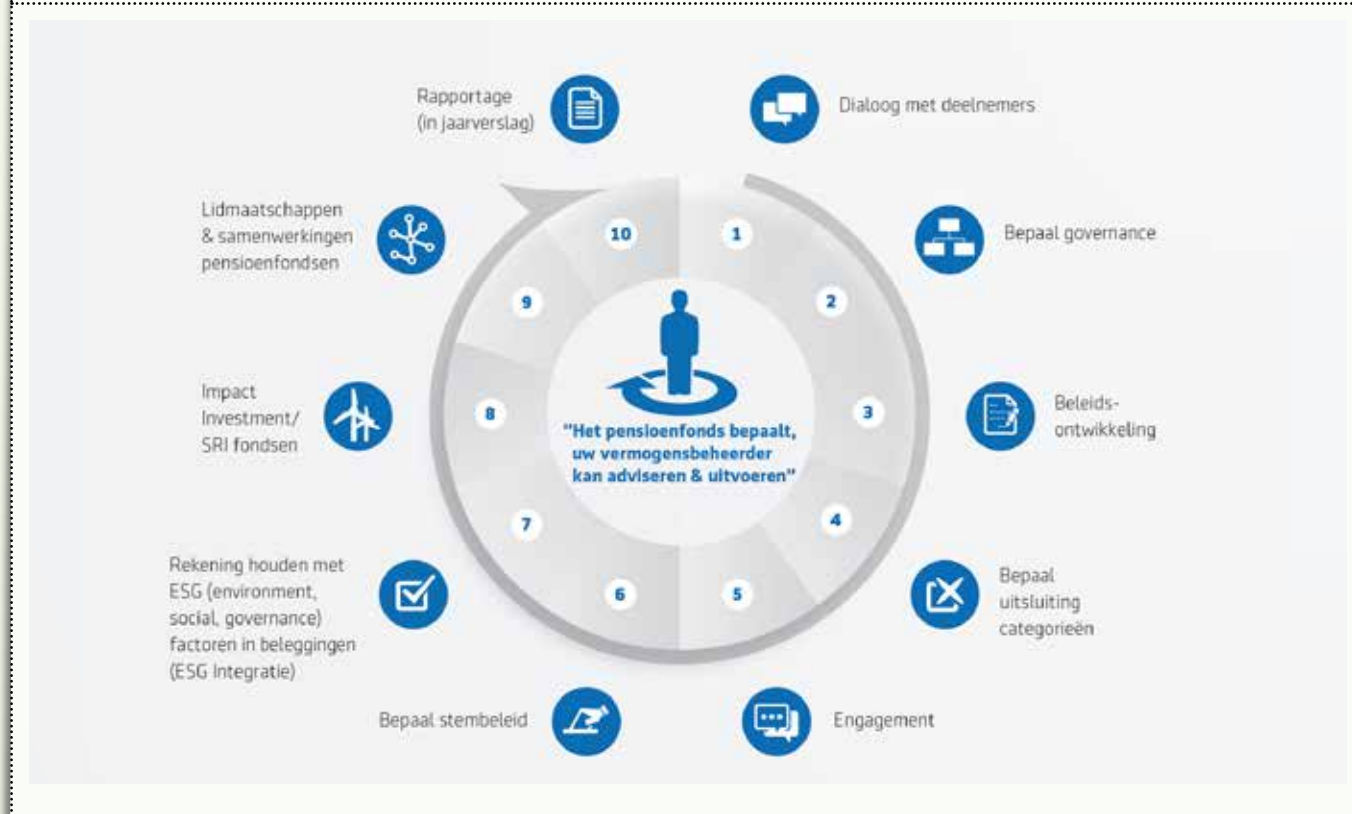 Rapportage
(in jaarverslag)
Dialoog met deelnemers
Lidmaatschappen
& samenwerkingen
pensioenfondsen
10
1
Bepaal governance
9
2
Impact
Investment/
SRI fondsen
8
3
Beleids-
ontwikkeling
"Het pensioenfonds bepaalt,
uw vermogensbeheerder
kan adviseren & uitvoeren"
7
4
Rekening houden met
ESG (environment,
social, governance)
factoren in beleggingen
(ESG Integratie)
6
5
Bepaal
uitsluiting
categorieën
Bepaal stembeleid
Engagement